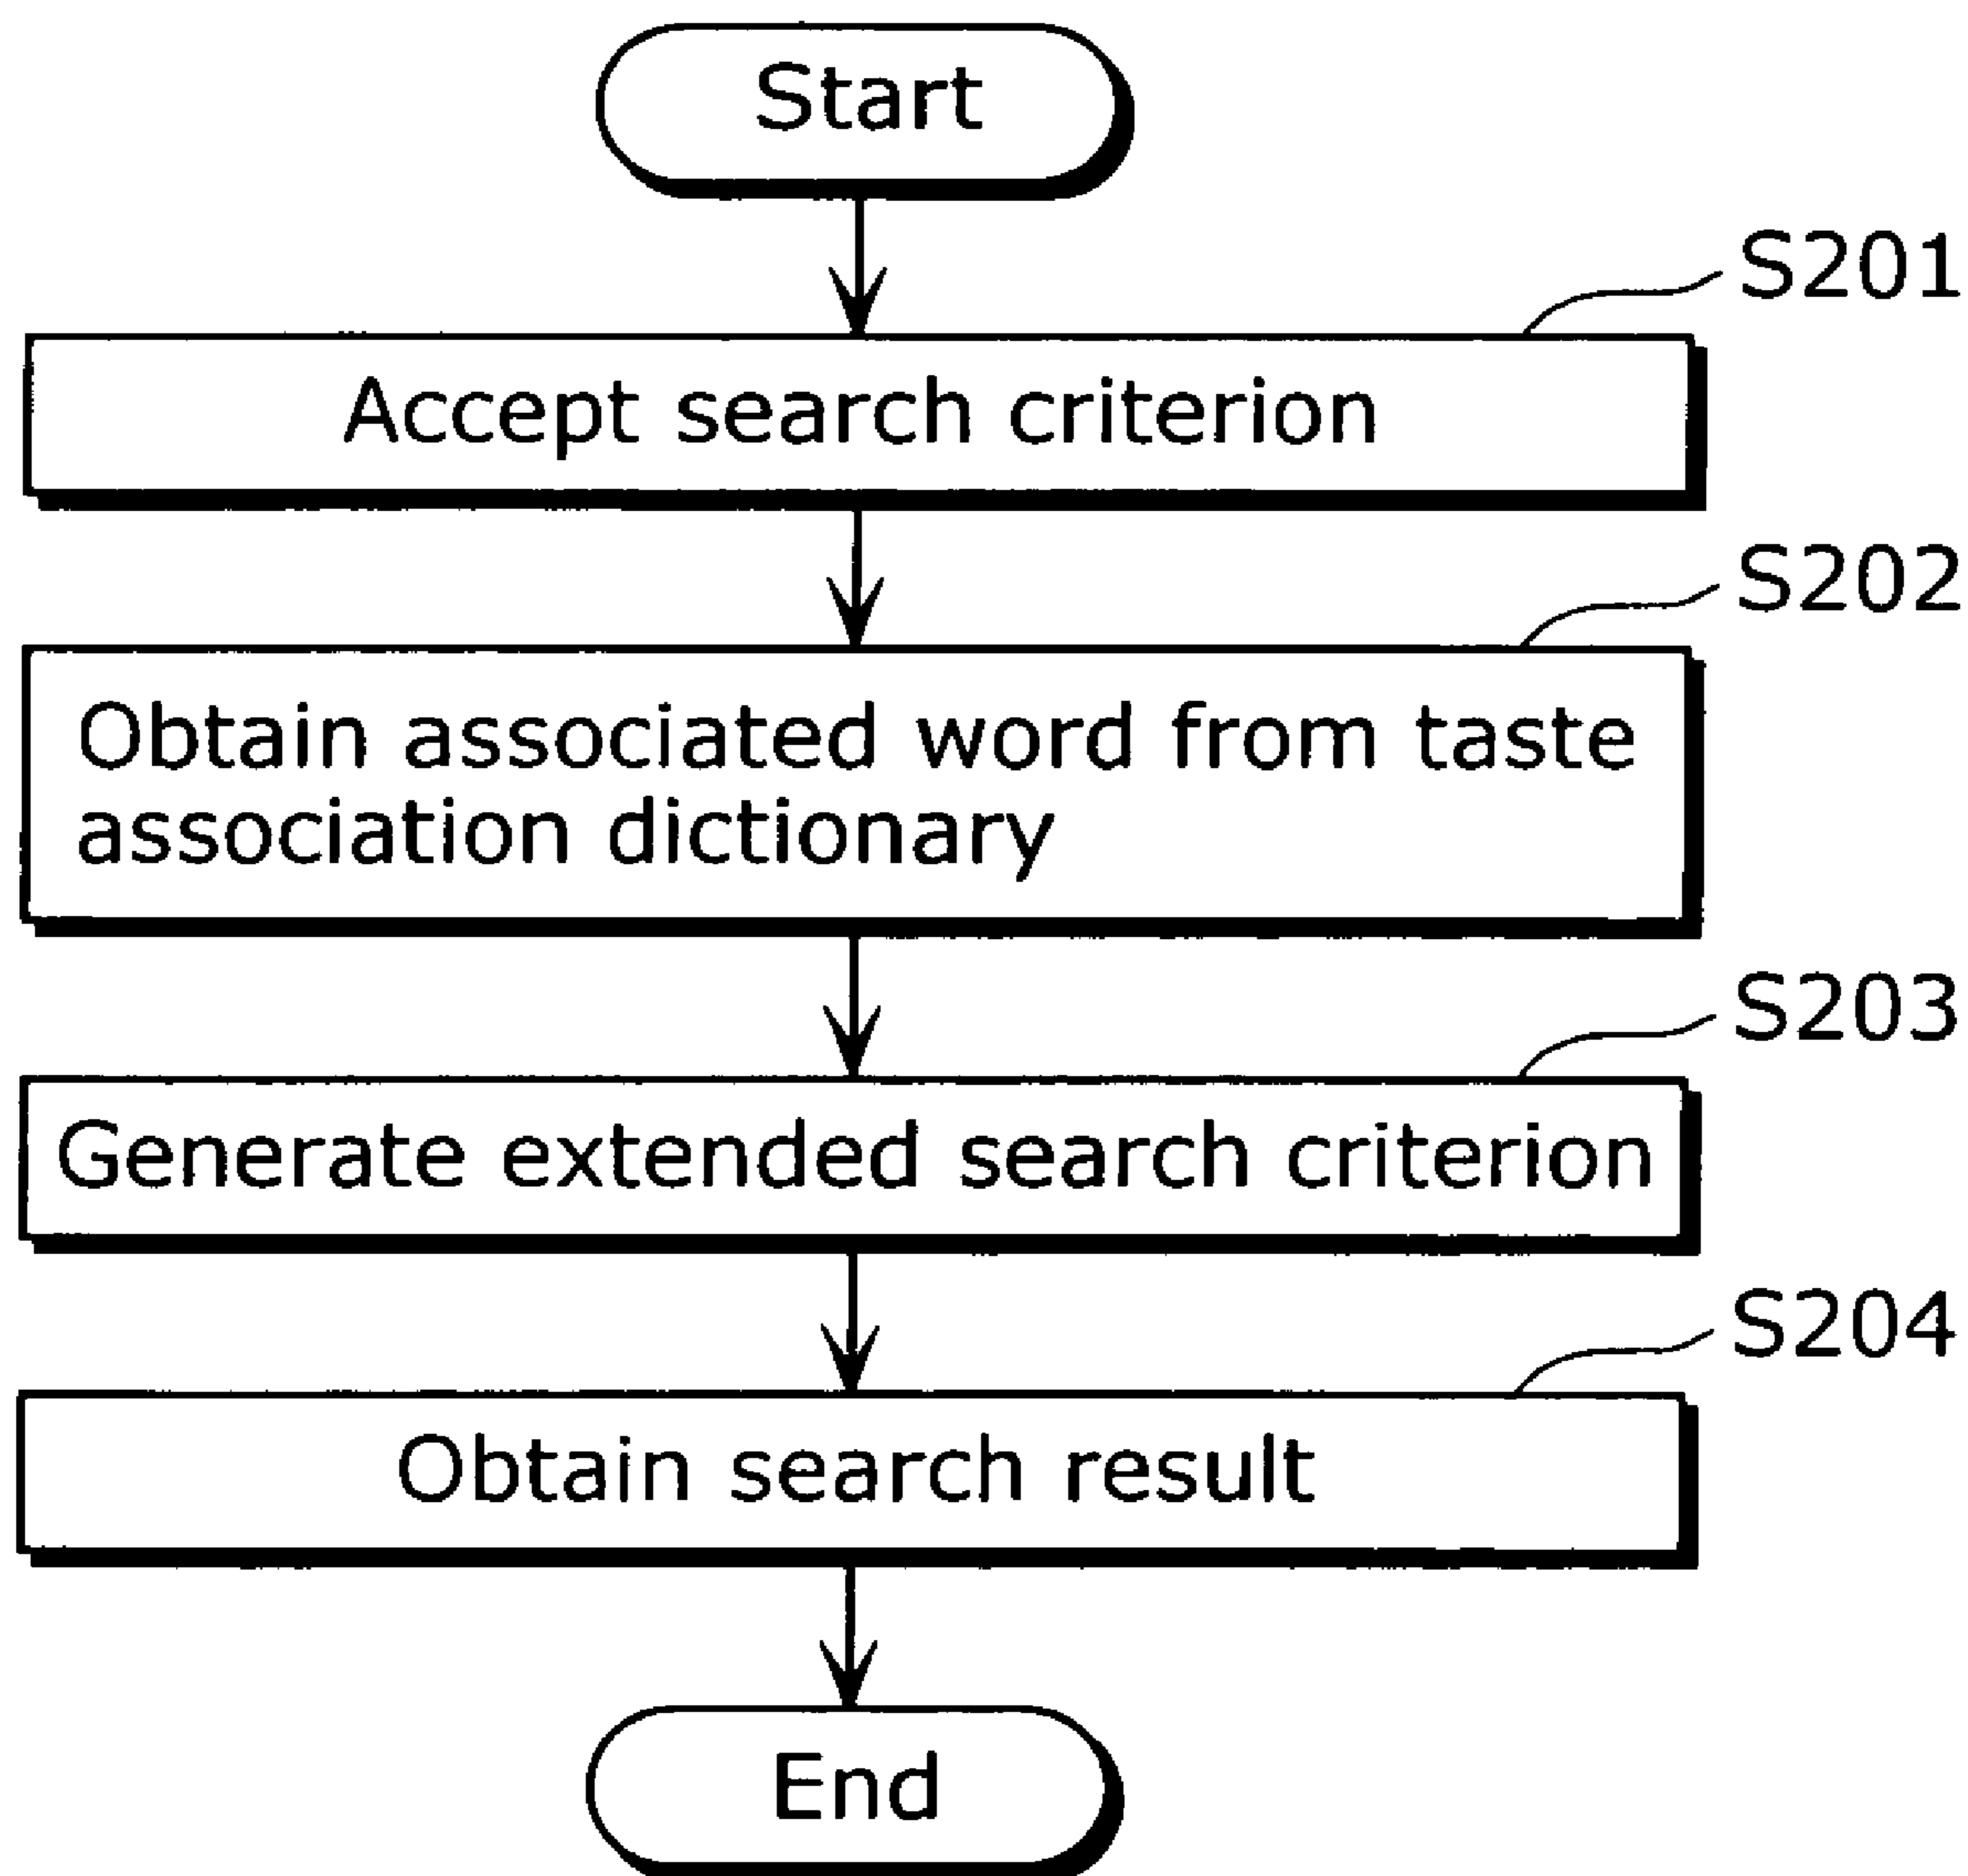 Start
S201
Accept search criterion
S202
Obtain associated word from taste
association dictionary
S203
Generate extended search criterion
S204
Obtain search result
End